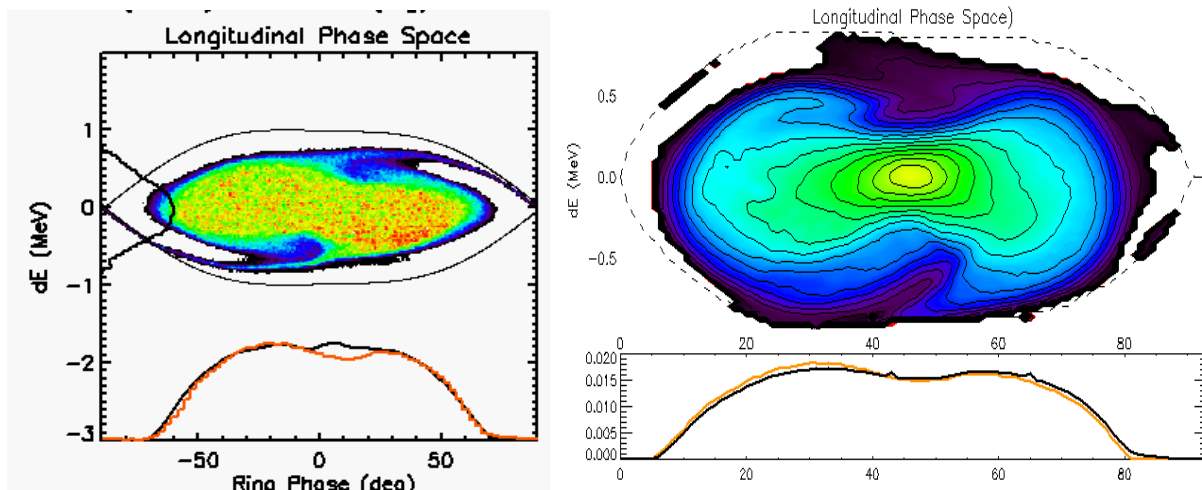 Longitudinal Phase Space
1
0
-1
-2
-3
dE (MeV)
-50 0 50
Ring Phase (deg)
Longitudinal Phase Space)
0.5
0.0
-0.5
dE (MeV)
0 20 40 60 80
0.020
0.015
0.010
0.005
0.000
0 20 40 60 80